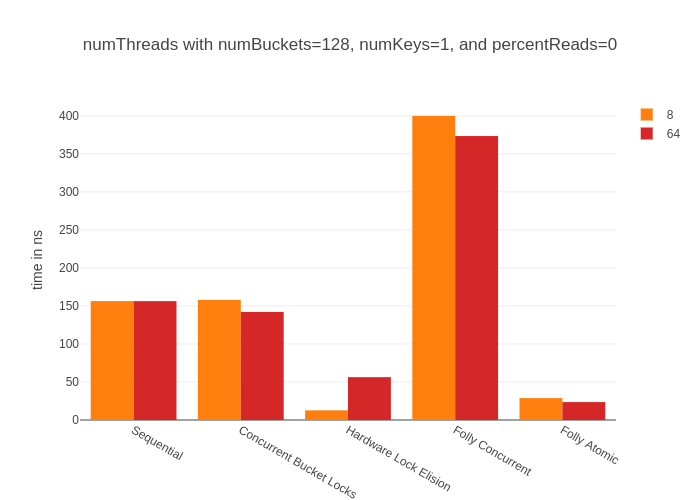 numThreads with numBuckets=128, numKeys=1, and percentReads=0
8
64
time in ns
400
350
300
250
200
150
100
50
0
Sequential
Concurrent Bucket Locks
Hardware Lock Elision
Folly Concurrent
Folly Atomic